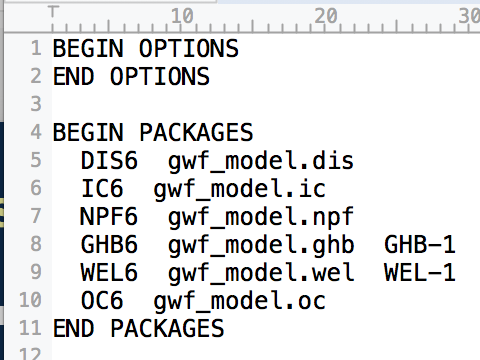 10 20 30
1 BEGIN OPTIONS
2 END OPTIONS
3
4 BEGIN PACKAGES
5 DIS6 gwf_model.dis
6 IC6 gwf_model.ic
7 NPF6 gwf_model.npf
8 GHB6 gwf_model.ghb GHB-1
9 WEL6 gwf_model.wel WEL-1
10 OC6 gwf_model.oc
11 END PACKAGES
12